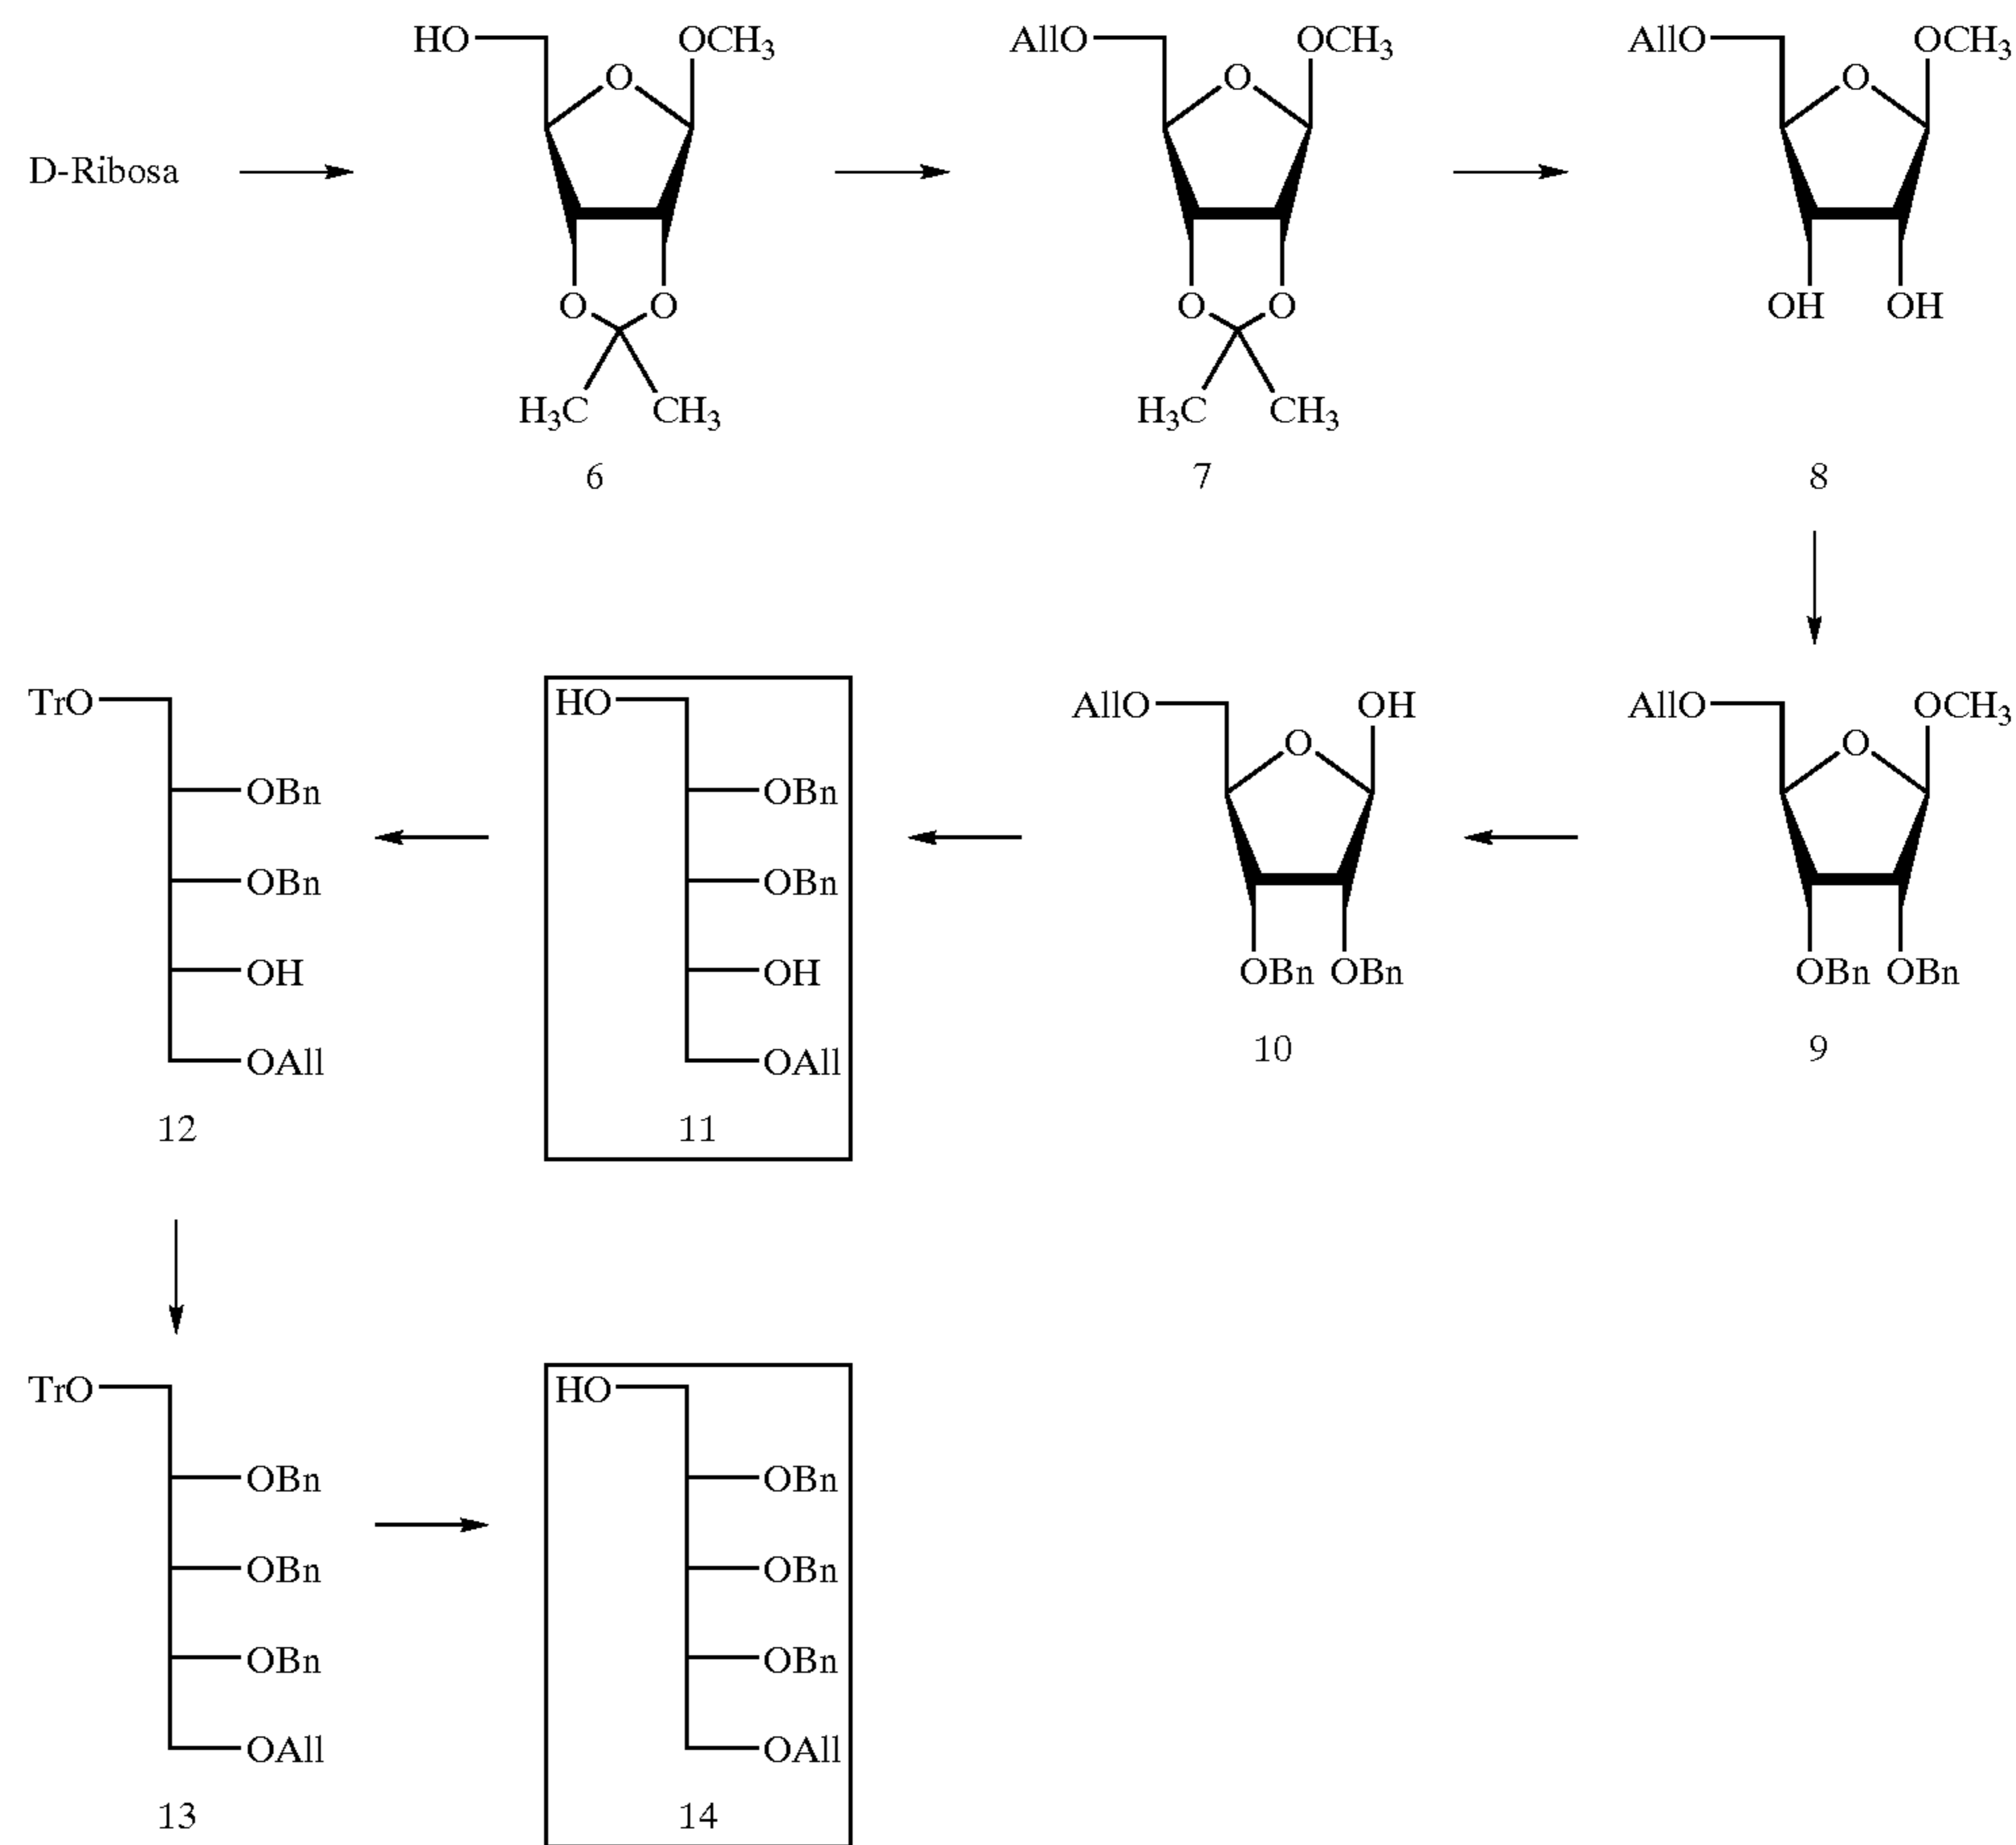 HO OCH₃ AllO OCH₃ AllO OCH₃
O O O
D-Ribosa
O O O O OH OH
H₃C CH₃ H₃C CH₃
6 7 8
TrO HO AllO OH AllO OCH₃
O O
OBn OBn
OBn OBn
OH OH OBn OBn OBn OBn
10 9
OAll OAll
12 11
TrO HO
OBn OBn
OBn OBn
OBn OBn
OAll OAll
13 14